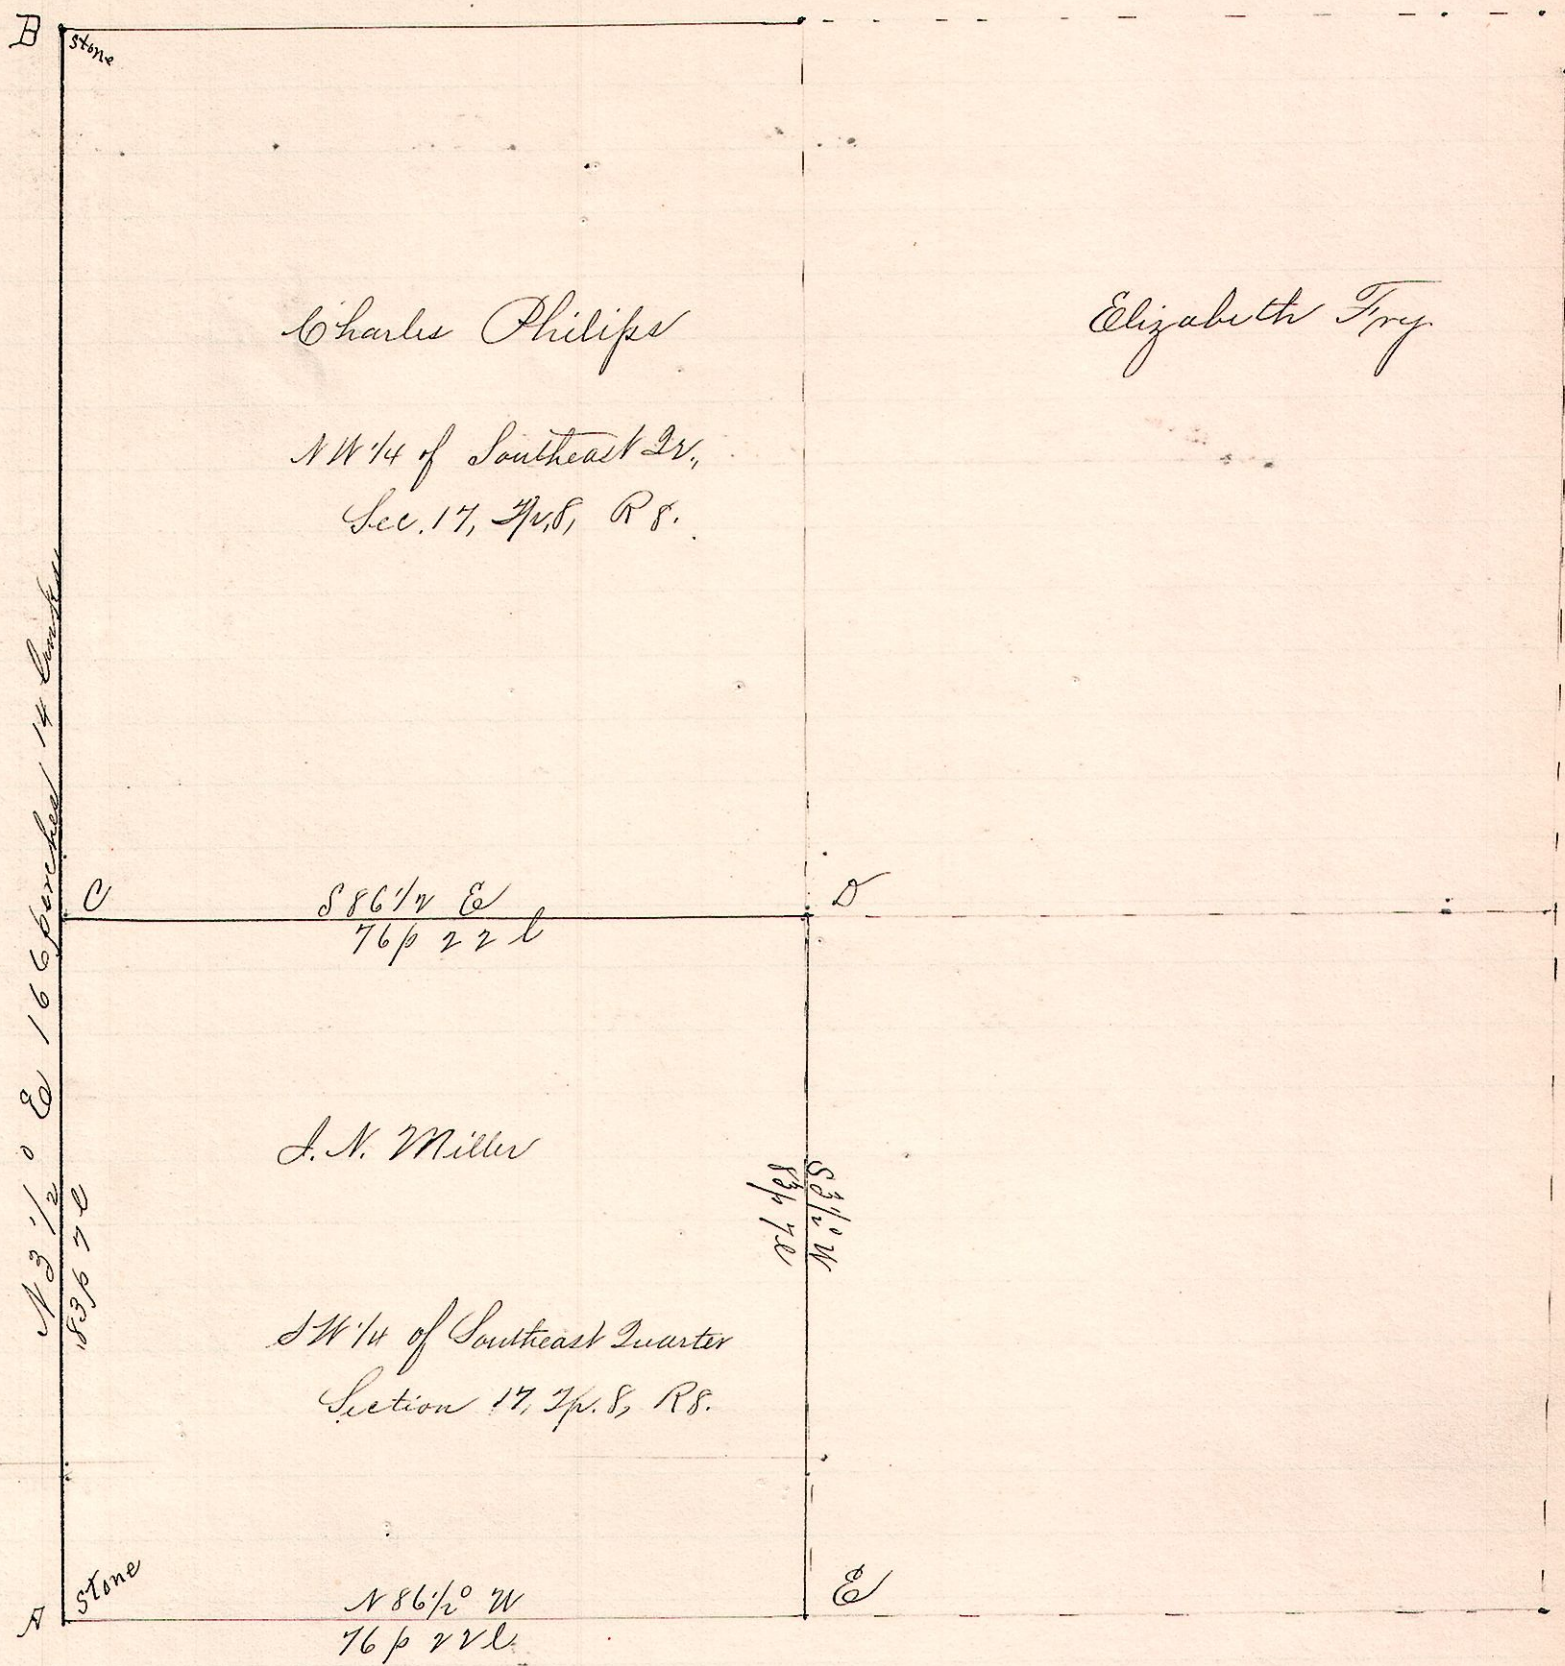 B
stone
Charles Philips
Elizabeth Fry.
NW 1/4 of Southeast Qr.,
Sec. 17, Tp. 8, R 8.
N 3 1/2° E 166 perches 14 links
83 p 7 l
C
S 86 1/2 E
76 p 22 l
D
J. N. Miller
S 3 1/2° W
83 p 7 l
SW 1/4 of Southeast Quarter
Section 17, Tp. 8, R 8.
stone
A
N 86 1/2° W
76 p 22 l
E